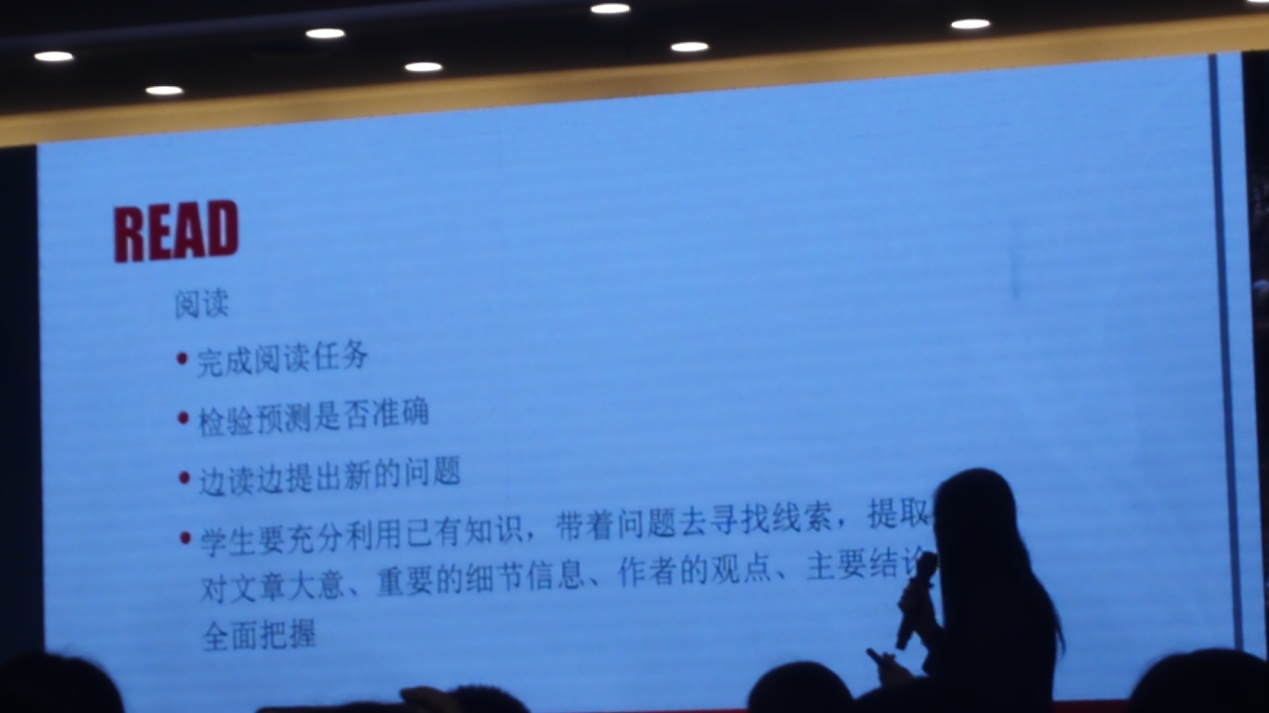 READ
阅读
• 完成阅读任务
• 检验预测是否准确
• 边读边提出新的问题
• 学生要充分利用已有知识，带着问题去寻找线索，提取
对文章大意、重要的细节信息、作者的观点、主要结论
全面把握